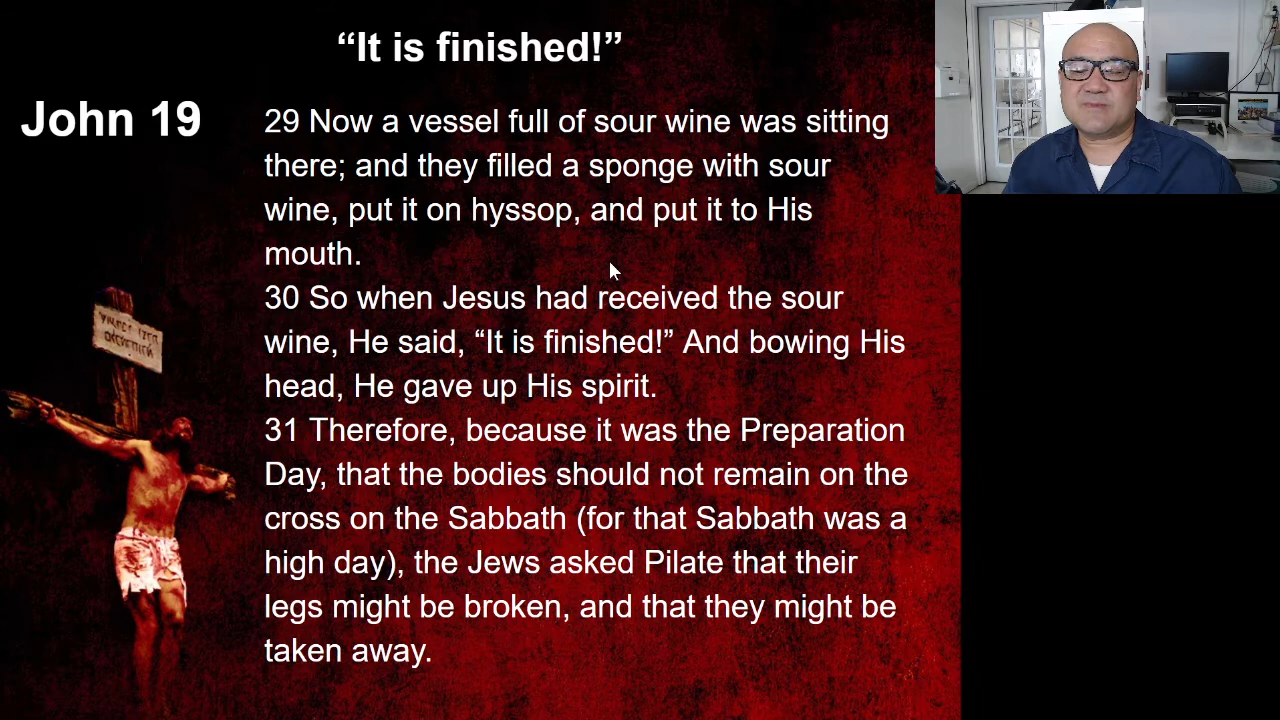 “It is finished!”
John 19
29 Now a vessel full of sour wine was sitting
there; and they filled a sponge with sour
wine, put it on hyssop, and put it to His
mouth.
30 So when Jesus had received the sour
wine, He said, “It is finished!” And bowing His
head, He gave up His spirit.
31 Therefore, because it was the Preparation
Day, that the bodies should not remain on the
cross on the Sabbath (for that Sabbath was a
high day), the Jews asked Pilate that their
legs might be broken, and that they might be
taken away.